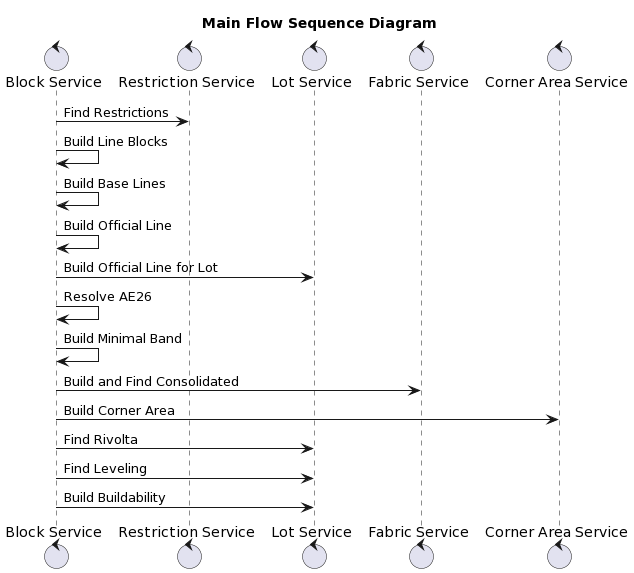 Main Flow Sequence Diagram
Block Service Restriction Service Lot Service Fabric Service Corner Area Service
Find Restrictions
Build Line Blocks
Build Base Lines
Build Official Line
Build Official Line for Lot
Resolve AE26
Build Minimal Band
Build and Find Consolidated
Build Corner Area
Find Rivolta
Find Leveling
Build Buildability
Block Service Restriction Service Lot Service Fabric Service Corner Area Service